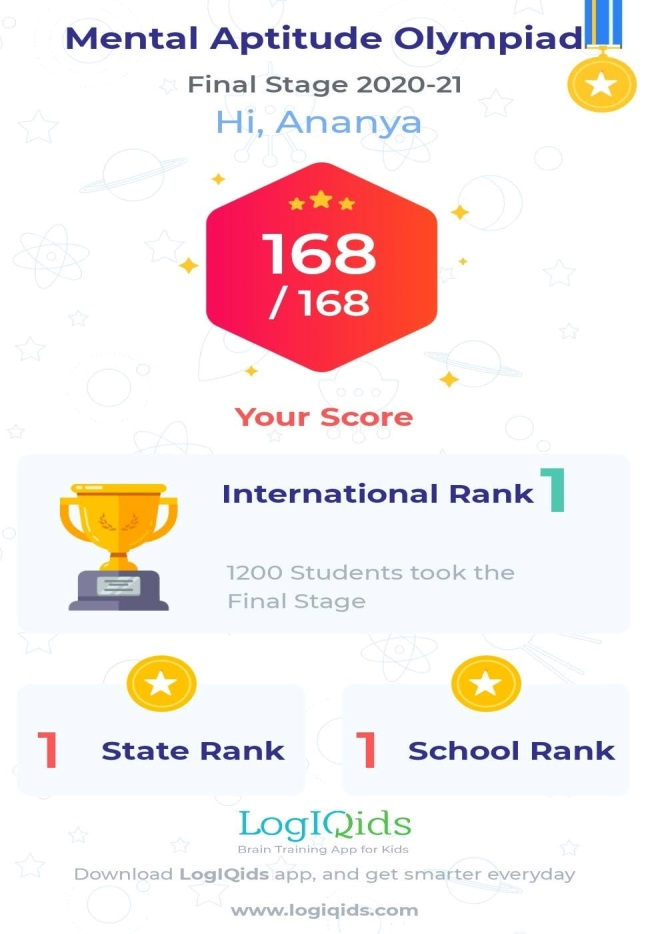 Mental Aptitude Olympiad
Final Stage 2020-21
Hi, Ananya
168
/ 168
Your Score
International Rank 1
1200 Students took the
Final Stage
1 State Rank
1 School Rank
LogIQids
Brain Training App for Kids
Download LogIQids app, and get smarter everyday
www.logiqids.com